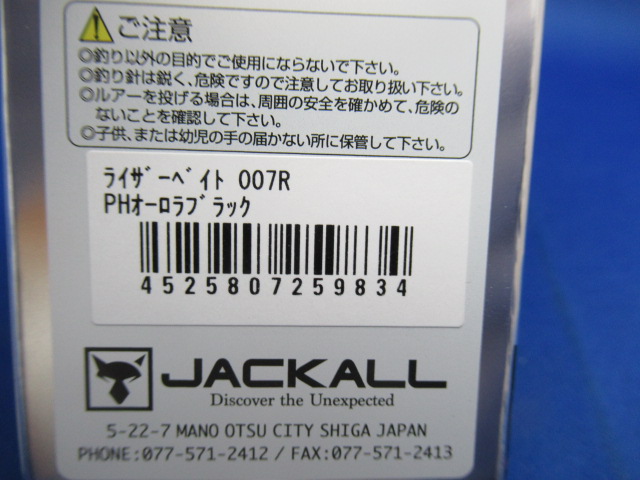 ご注意
◎釣り以外の目的でご使用にならないで下さい。
◎釣り針は鋭く、危険ですので注意してお取り扱い下さい。
◎ルアーを投げる場合は、周囲の安全を確かめて、危険の
ないことを確認して下さい。
◎子供、または幼児の手の届かない所に保管して下さい。
ﾗｲｻﾞｰﾍﾞｲﾄ 007R
PHｵｰﾛﾗﾌﾞﾗｯｸ
4525807259834
JACKALL
Discover the Unexpected
5-22-7 MANO OTSU CITY SHIGA JAPAN
PHONE:077-571-2412 / FAX:077-571-2413